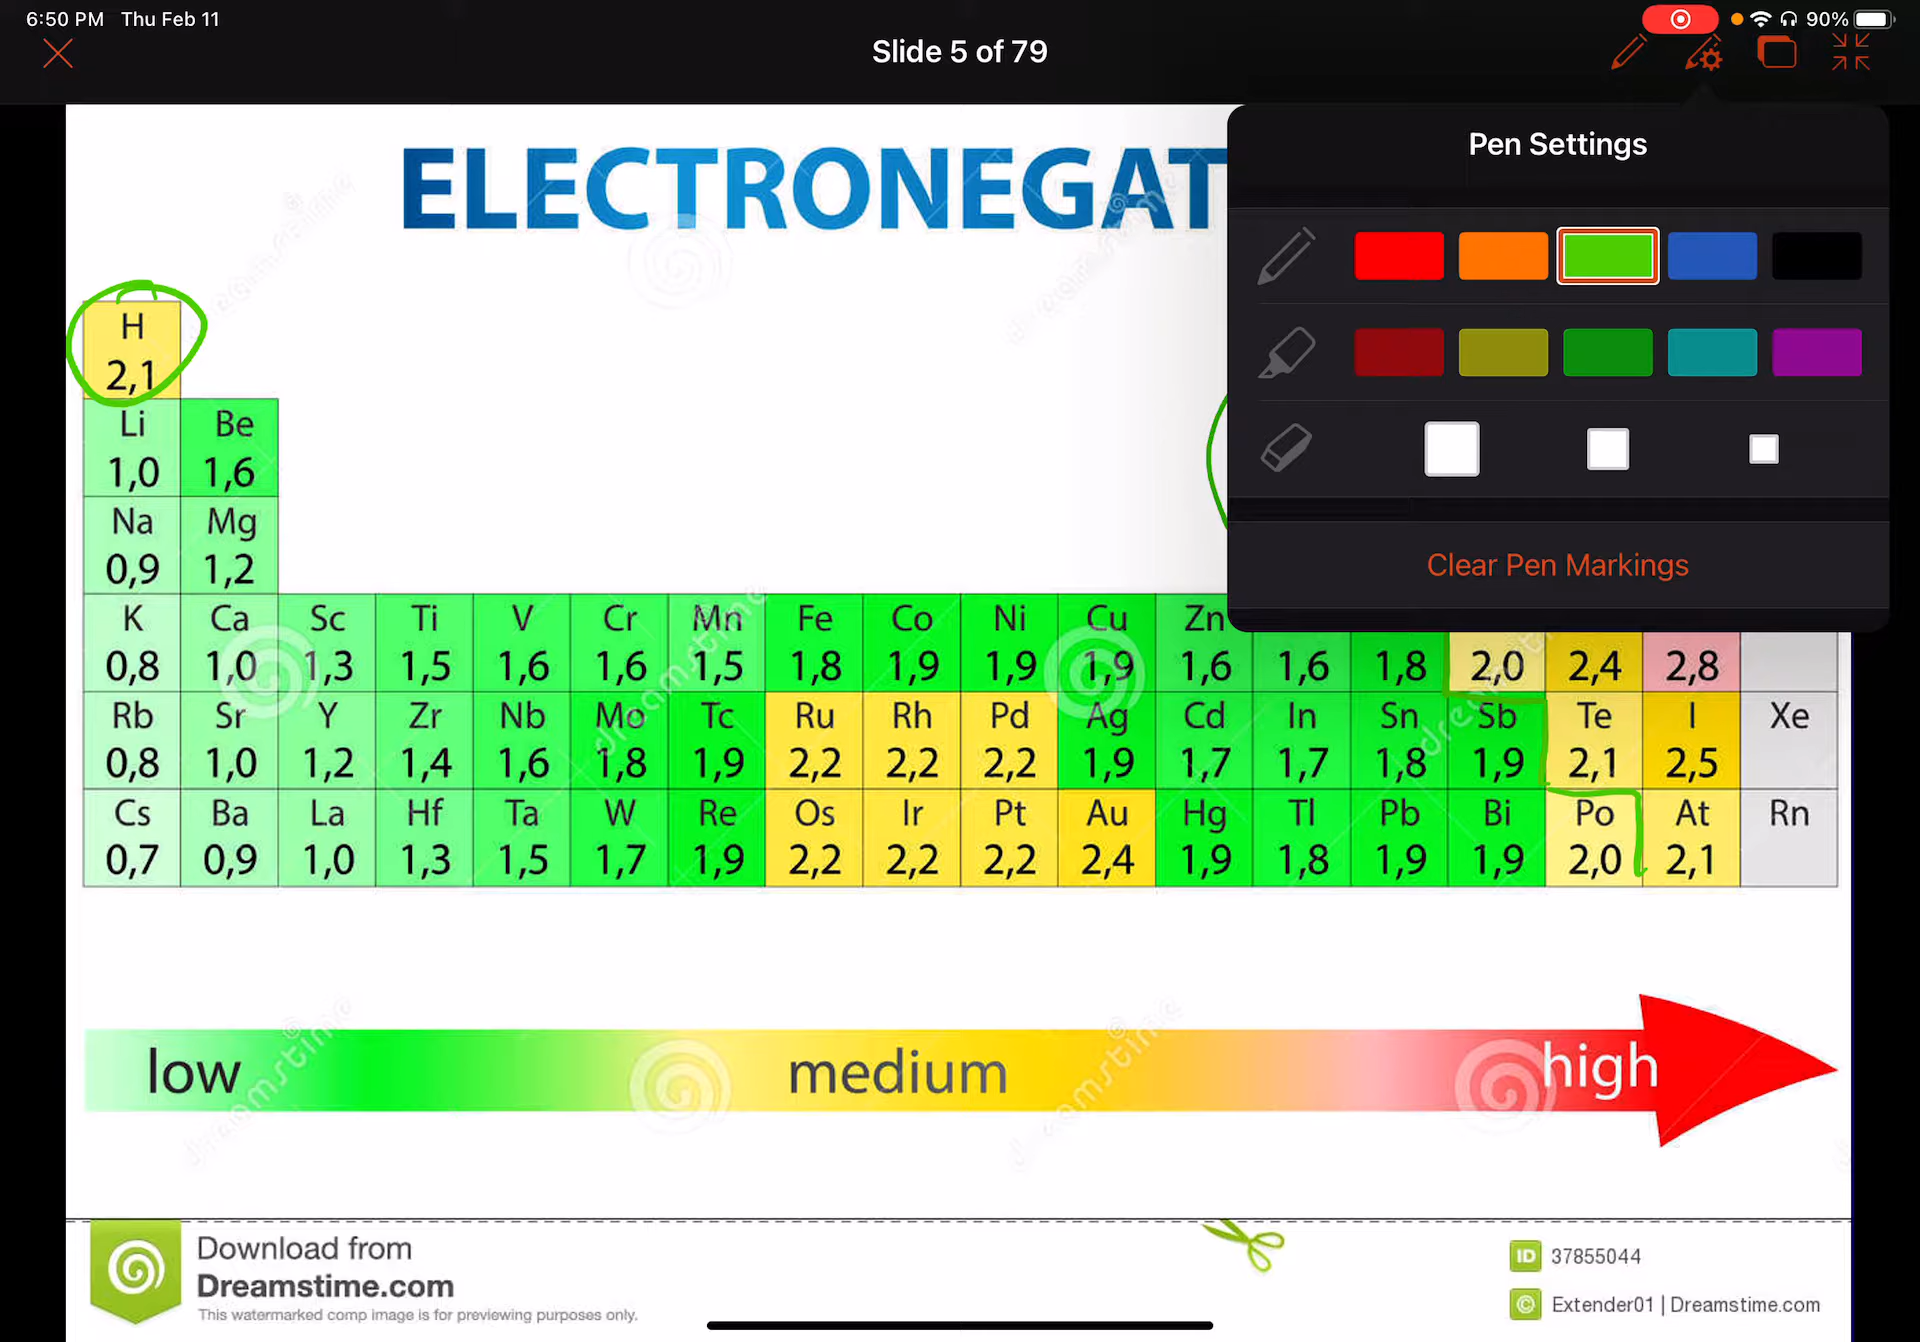 6:50 PM Thu Feb 11
90%
Slide 5 of 79
ELECTRONEGAT
Pen Settings
Clear Pen Markings
H
2,1
Li Be
1,0 1,6
Na Mg
0,9 1,2
K Ca Sc Ti V Cr Mn Fe Co Ni Cu Zn
0,8 1,0 1,3 1,5 1,6 1,6 1,5 1,8 1,9 1,9 1,9 1,6 1,6 1,8 2,0 2,4 2,8
Rb Sr Y Zr Nb Mo Tc Ru Rh Pd Ag Cd In Sn Sb Te I Xe
0,8 1,0 1,2 1,4 1,6 1,8 1,9 2,2 2,2 2,2 1,9 1,7 1,7 1,8 1,9 2,1 2,5
Cs Ba La Hf Ta W Re Os Ir Pt Au Hg Tl Pb Bi Po At Rn
0,7 0,9 1,0 1,3 1,5 1,7 1,9 2,2 2,2 2,2 2,4 1,9 1,8 1,9 1,9 2,0 2,1
dreamstime
low medium high
Download from
Dreamstime.com
This watermarked comp image is for previewing purposes only.
ID 37855044
© Extender01 | Dreamstime.com